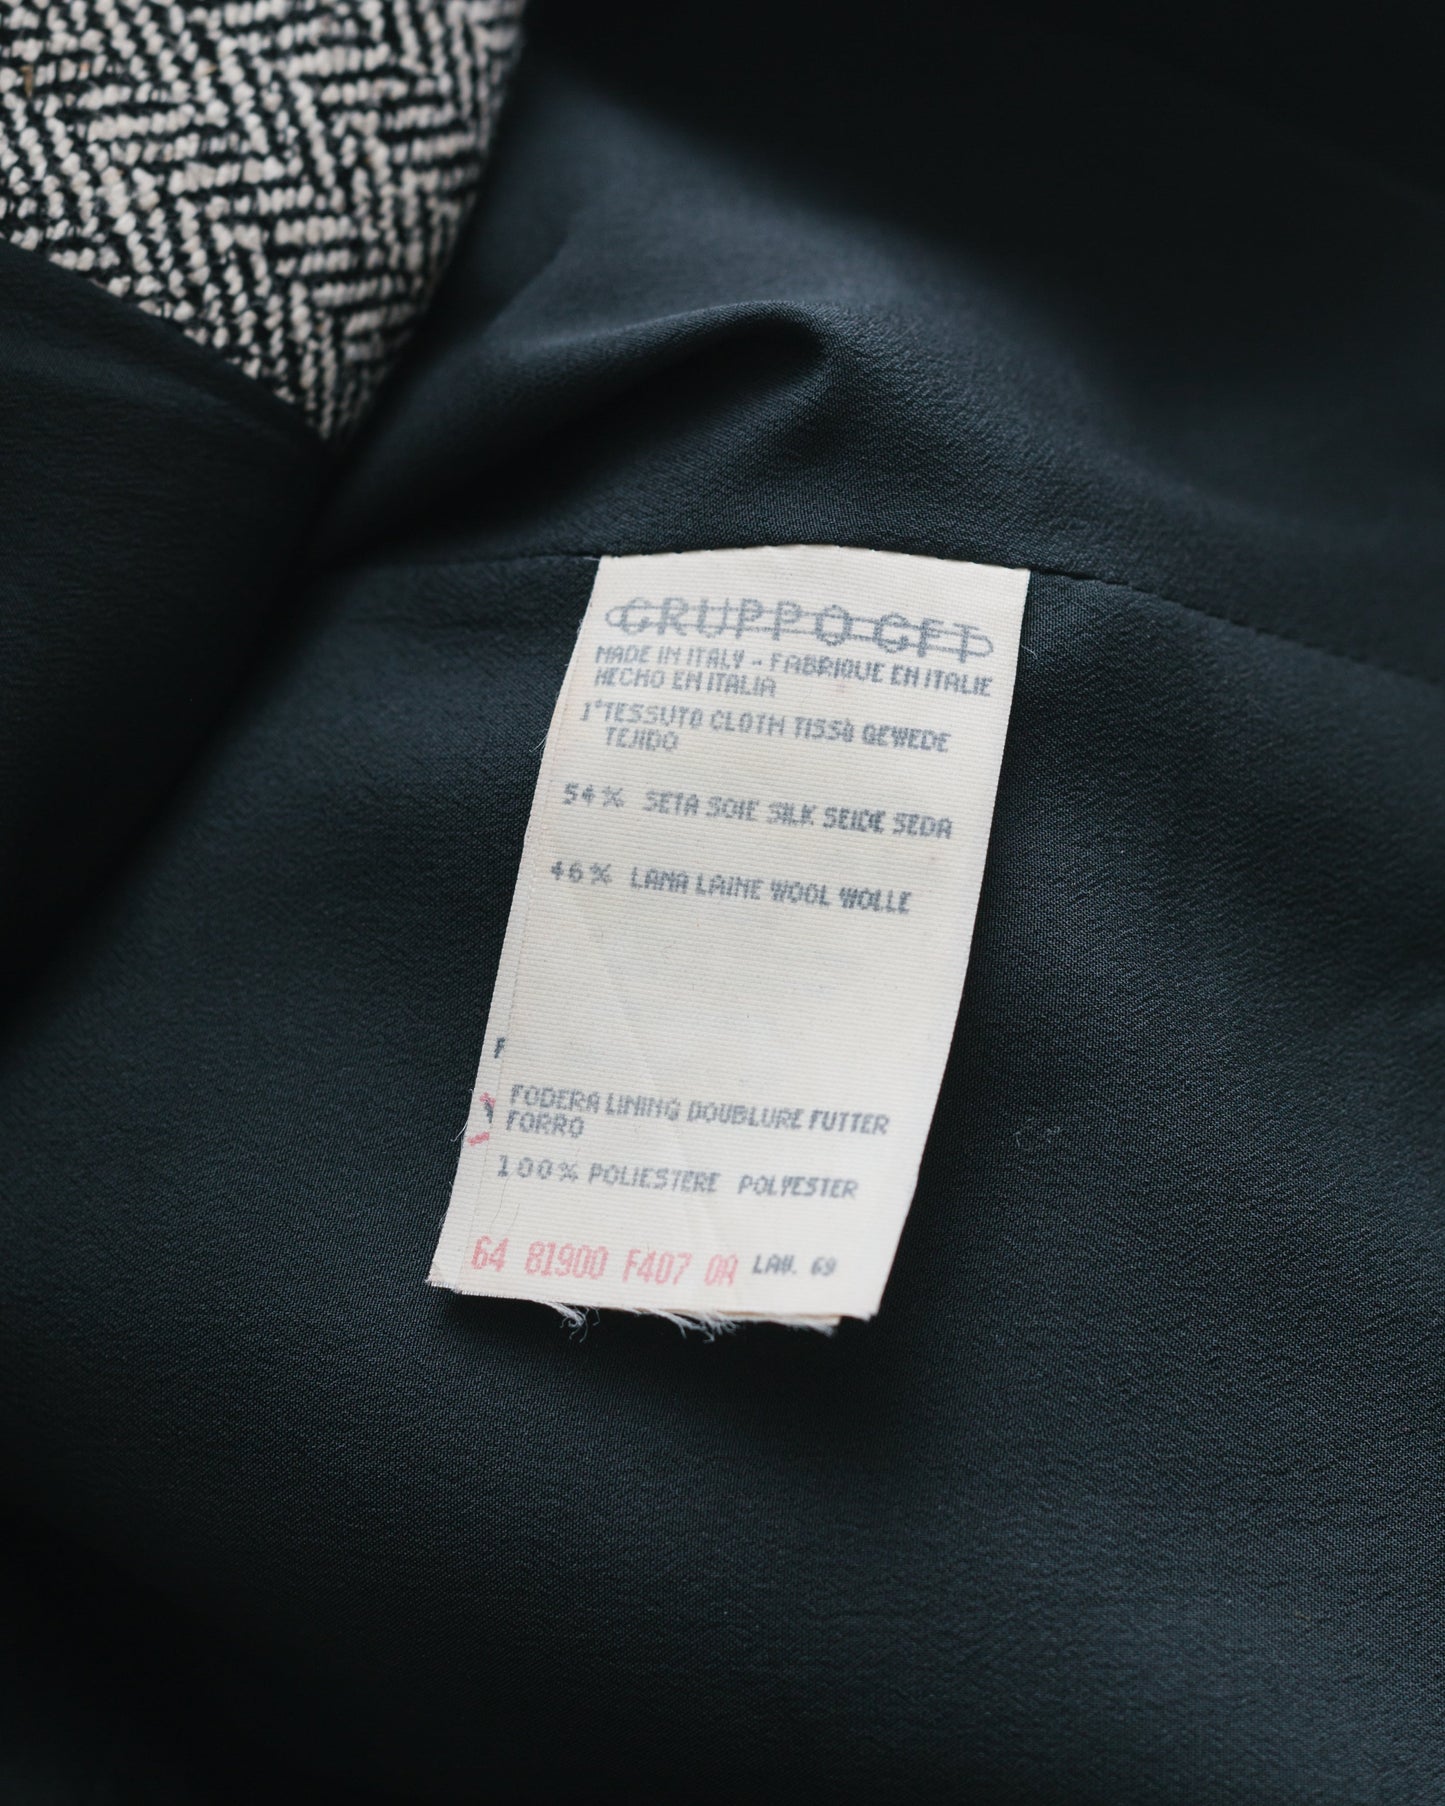 GRUPPO GFT
MADE IN ITALY - FABRIQUE EN ITALIE
HECHO EN ITALIA
1°TESSUTO CLOTH TISSÙ GEWEDE
TEJIDO
54% SETA SOIE SILK SEIDE SEDA
46% LANA LAINE WOOL WOLLE
F
FODERA LINING DOUBLURE FUTTER
FORRO
100% POLIESTERE POLYESTER
64 81900 F407 0A LAV. 69